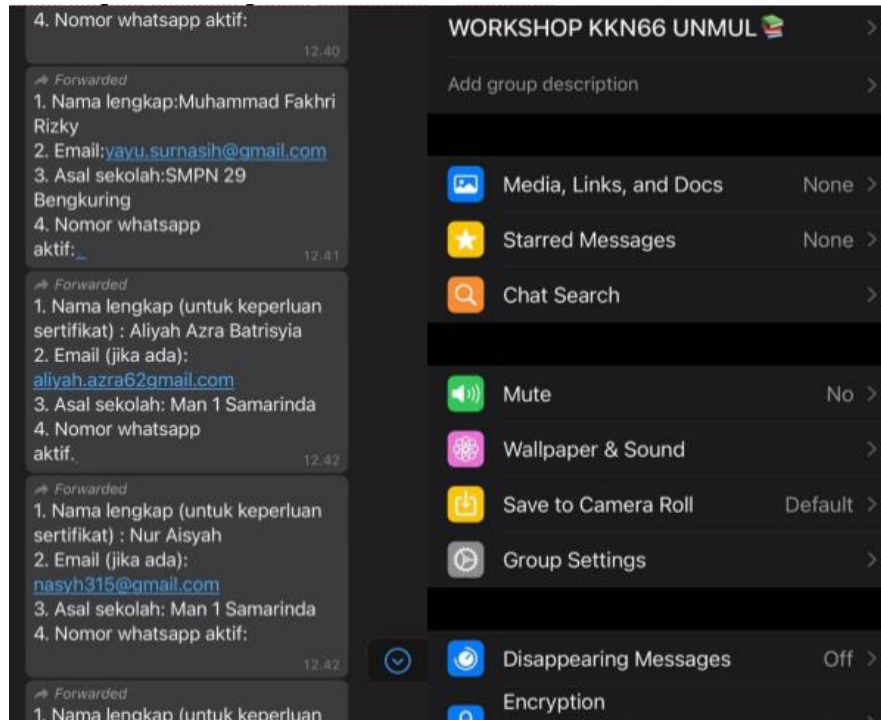 4. Nomor whatsapp aktif:
12.40
Forwarded
1. Nama lengkap:Muhammad Fakhri
Rizky
2. Email:yayu.surnasih@gmail.com
3. Asal sekolah:SMPN 29
Bengkuring
4. Nomor whatsapp
aktif:
12.41
Forwarded
1. Nama lengkap (untuk keperluan
sertifikat) : Aliyah Azra Batrisyia
2. Email (jika ada):
aliyah.azra62gmail.com
3. Asal sekolah: Man 1 Samarinda
4. Nomor whatsapp
aktif.
12.42
Forwarded
1. Nama lengkap (untuk keperluan
sertifikat) : Nur Aisyah
2. Email (jika ada):
nasyh315@gmail.com
3. Asal sekolah: Man 1 Samarinda
4. Nomor whatsapp aktif:
12.42
Forwarded
1. Nama lengkap (untuk keperluan
WORKSHOP KKN66 UNMUL📚
Add group description
Media, Links, and Docs None
Starred Messages None
Chat Search
Mute No
Wallpaper & Sound
Save to Camera Roll Default
Group Settings
Disappearing Messages Off
Encryption